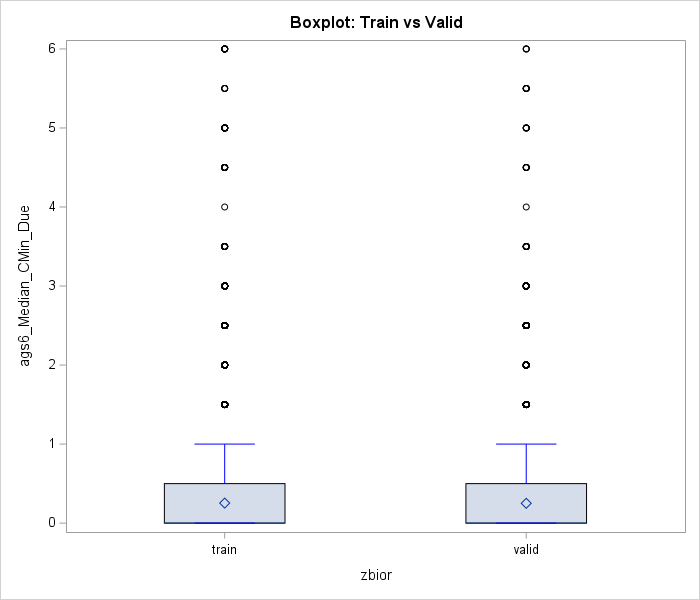 Boxplot: Train vs Valid
ags6_Median_CMin_Due
6
5
4
3
2
1
0
train valid
zbior